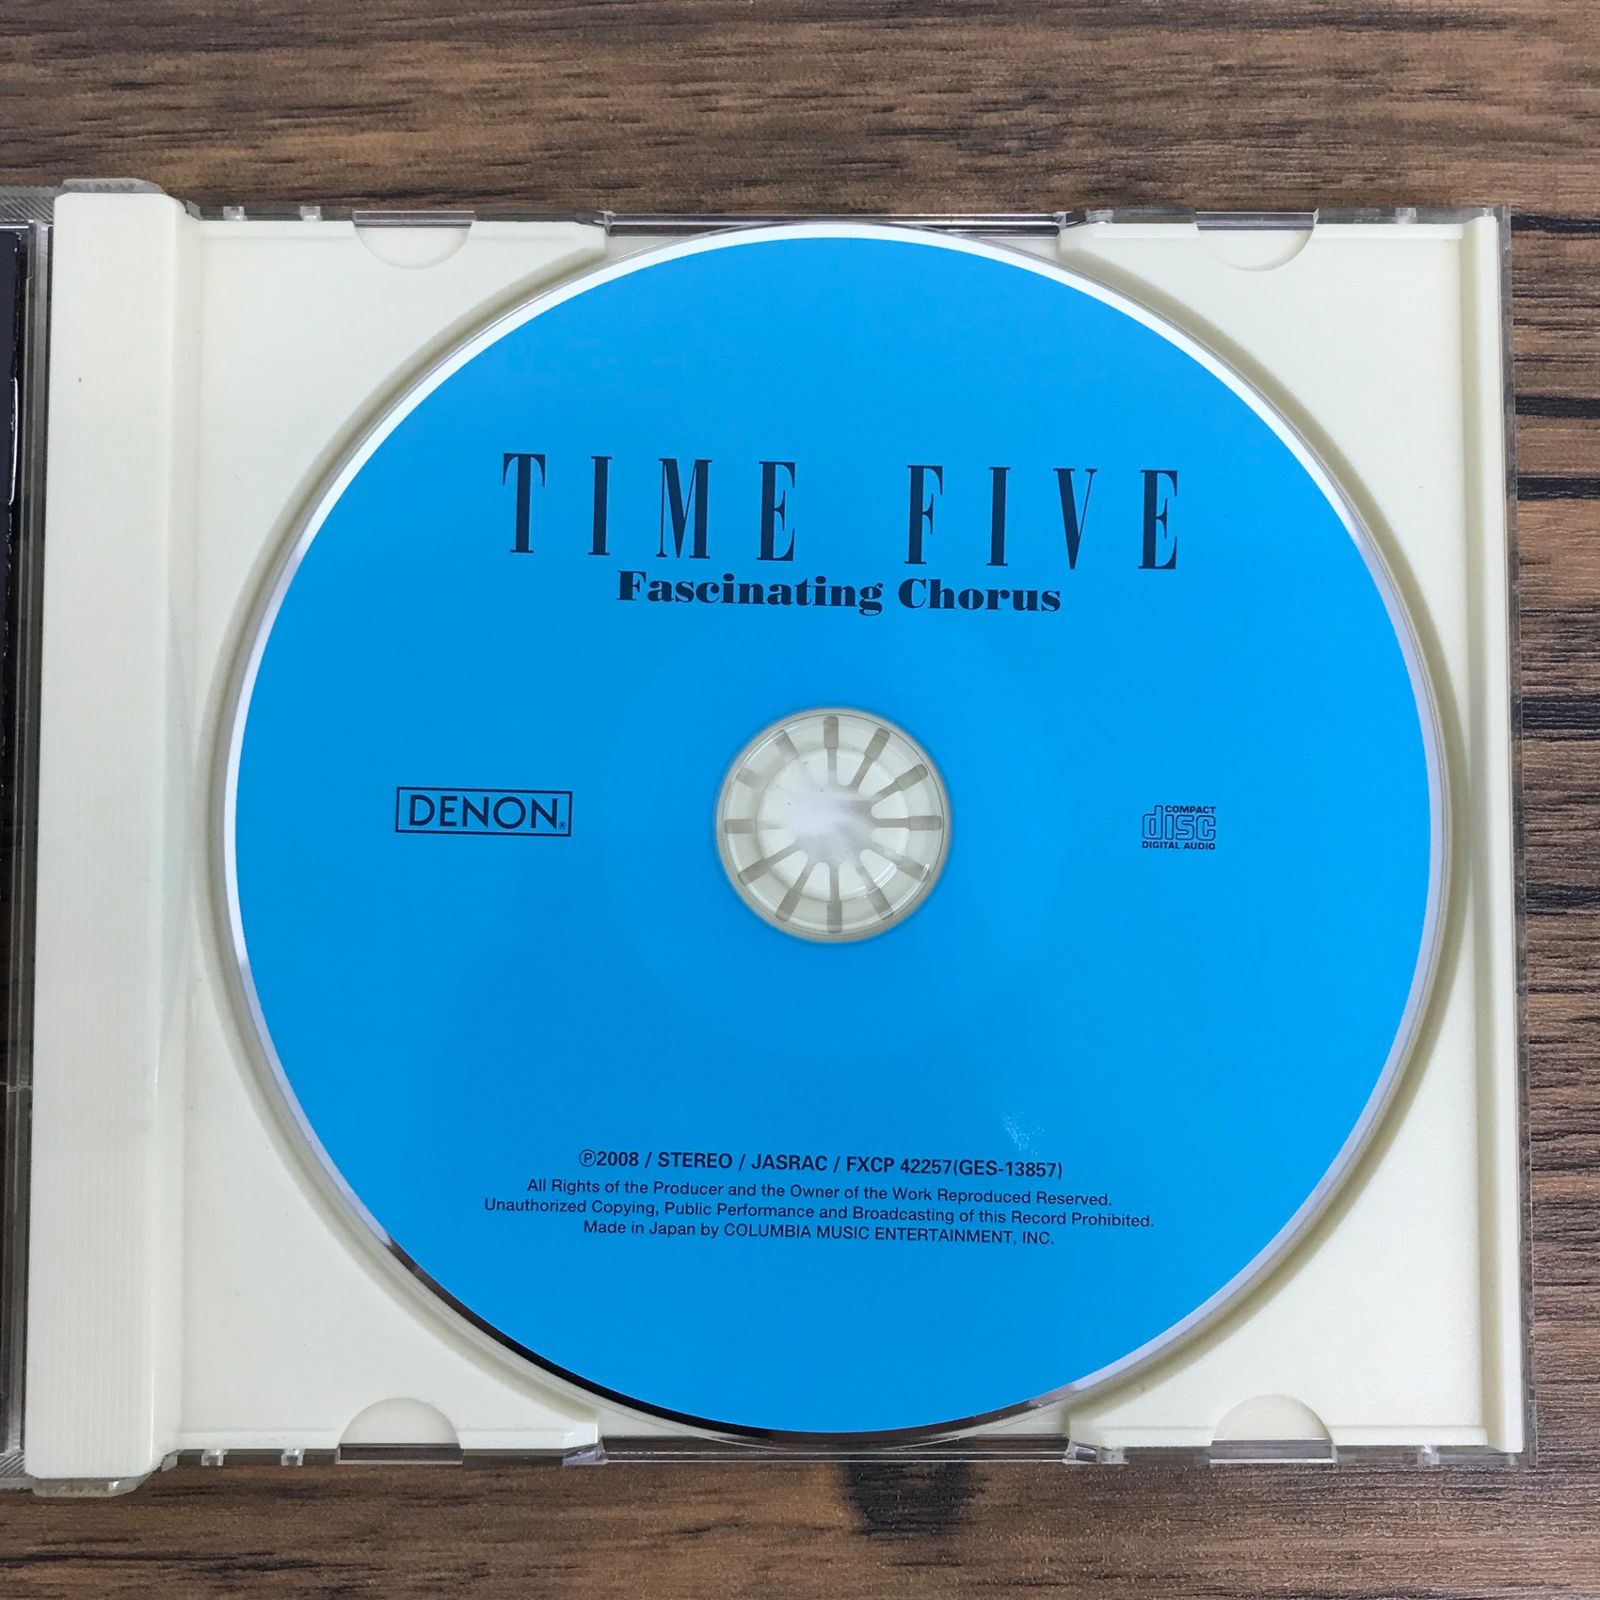 TIME FIVE
Fascinating Chorus
DENON®
COMPACT
disc
DIGITAL AUDIO
℗2008 / STEREO / JASRAC / FXCP 42257(GES-13857)
All Rights of the Producer and the Owner of the Work Reproduced Reserved.
Unauthorized Copying, Public Performance and Broadcasting of this Record Prohibited.
Made in Japan by COLUMBIA MUSIC ENTERTAINMENT, INC.